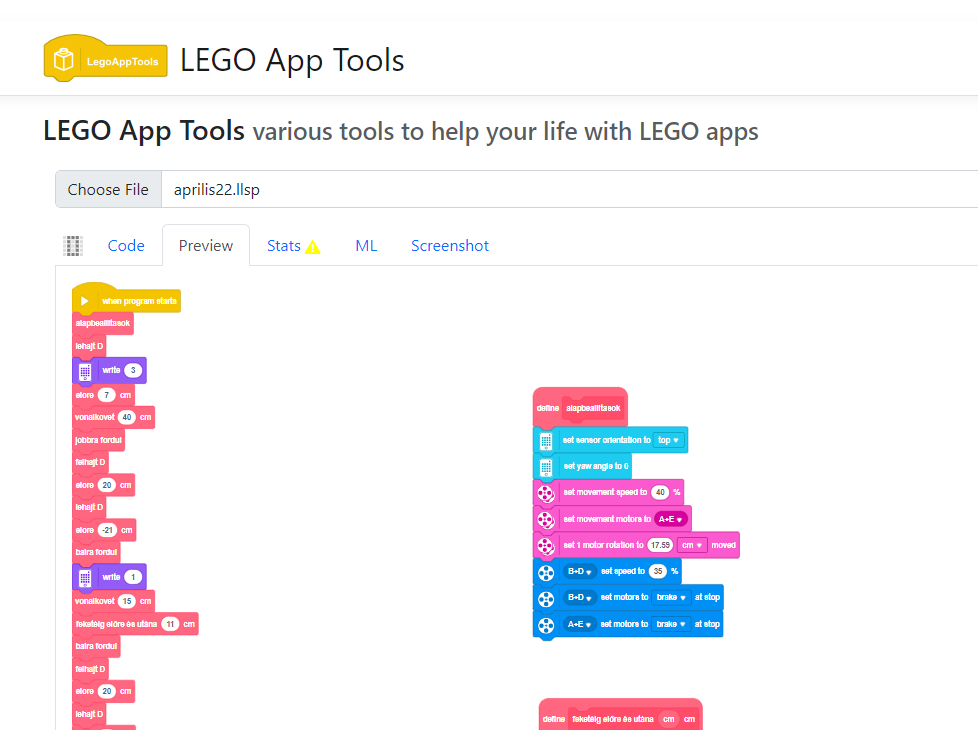 LegoAppTools LEGO App Tools
LEGO App Tools various tools to help your life with LEGO apps
Choose File aprilis22.llsp
Code Preview Stats ML Screenshot
when program starts
alapbeallitasok
lehajt D
write 3
elore 7 cm
vonalkovet 40 cm
jobbra fordul
felhajt D
elore 20 cm
lehajt D
elore -21 cm
balra fordul
write 1
vonalkovet 15 cm
feketéig előre és utána 11 cm
balra fordul
felhajt D
elore 20 cm
lehajt D
define alapbeallitasok
set sensor orientation to top
set yaw angle to 0
set movement speed to 40 %
set movement motors to A+E
set 1 motor rotation to 17.59 cm moved
B+D set speed to 35 %
B+D set motors to brake at stop
A+E set motors to brake at stop
define feketéig előre és utána cm cm